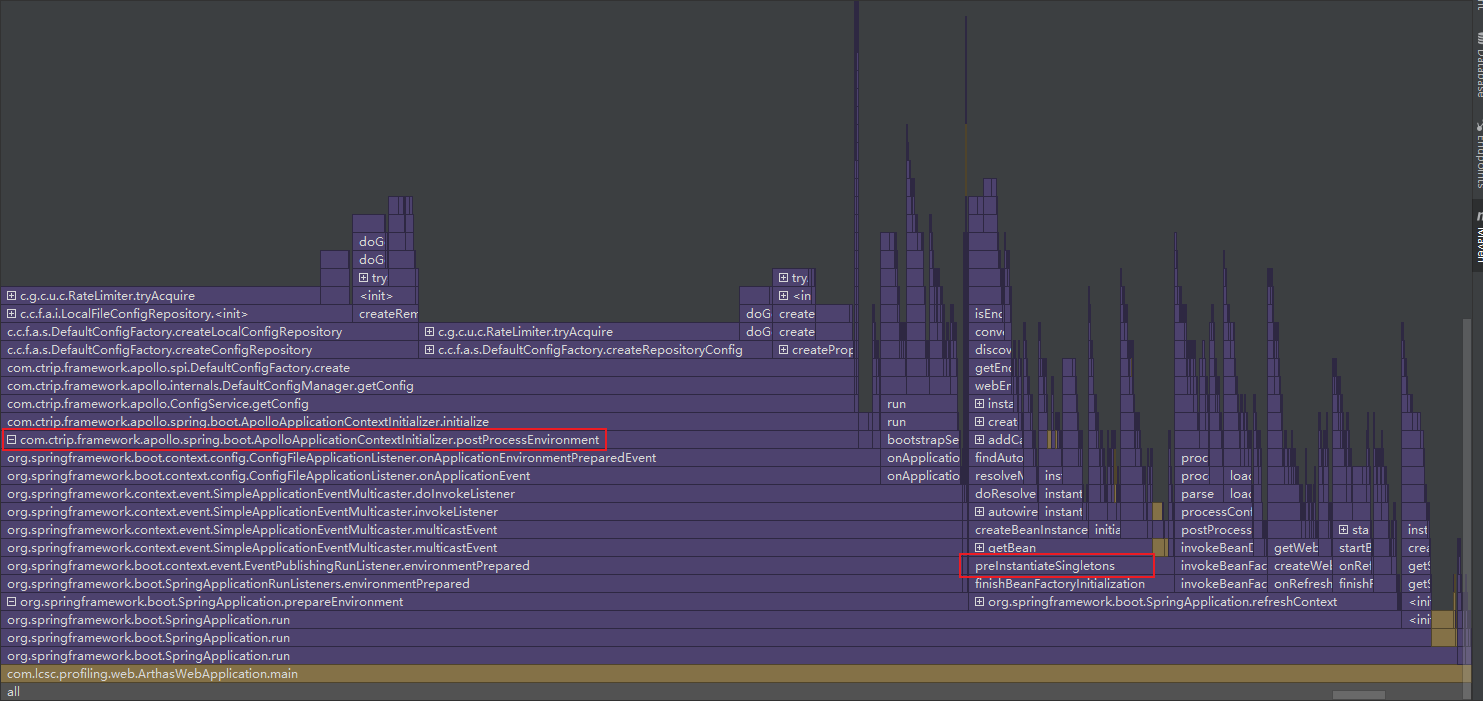 Database
Endpoints
Maven
doG
doG
try
try
c.g.c.u.c.RateLimiter.tryAcquire
<init>
<in
c.c.f.a.i.LocalFileConfigRepository.<init>
createRem
doG
create
isEnc
c.c.f.a.s.DefaultConfigFactory.createLocalConfigRepository
c.g.c.u.c.RateLimiter.tryAcquire
doG
create
conv
c.c.f.a.s.DefaultConfigFactory.createConfigRepository
c.c.f.a.s.DefaultConfigFactory.createRepositoryConfig
createProp
discov
com.ctrip.framework.apollo.spi.DefaultConfigFactory.create
getEnc
com.ctrip.framework.apollo.internals.DefaultConfigManager.getConfig
webEn
com.ctrip.framework.apollo.ConfigService.getConfig
run
insta
com.ctrip.framework.apollo.spring.boot.ApolloApplicationContextInitializer.initialize
run
creat
com.ctrip.framework.apollo.spring.boot.ApolloApplicationContextInitializer.postProcessEnvironment
bootstrapSe
addCa
org.springframework.boot.context.config.ConfigFileApplicationListener.onApplicationEnvironmentPreparedEvent
onApplicatio
findAuto
proc
org.springframework.boot.context.config.ConfigFileApplicationListener.onApplicationEvent
onApplicatio
resolveM
ins
proc
load
org.springframework.context.event.SimpleApplicationEventMulticaster.doInvokeListener
doResolve
instant
parse
load
org.springframework.context.event.SimpleApplicationEventMulticaster.invokeListener
autowire
instant
processConf
org.springframework.context.event.SimpleApplicationEventMulticaster.multicastEvent
createBeanInstance
initia
postProcess
sta
inst
org.springframework.context.event.SimpleApplicationEventMulticaster.multicastEvent
getBean
invokeBeanD
getWeb
startB
crea
org.springframework.boot.context.event.EventPublishingRunListener.environmentPrepared
preInstantiateSingletons
invokeBeanFac
createWeb
onRef
getS
org.springframework.boot.SpringApplicationRunListeners.environmentPrepared
finishBeanFactoryInitialization
invokeBeanFac
onRefresh
finishF
getS
org.springframework.boot.SpringApplication.prepareEnvironment
org.springframework.boot.SpringApplication.refreshContext
<ini
org.springframework.boot.SpringApplication.run
<ini
org.springframework.boot.SpringApplication.run
org.springframework.boot.SpringApplication.run
com.lcsc.profiling.web.ArthasWebApplication.main
all